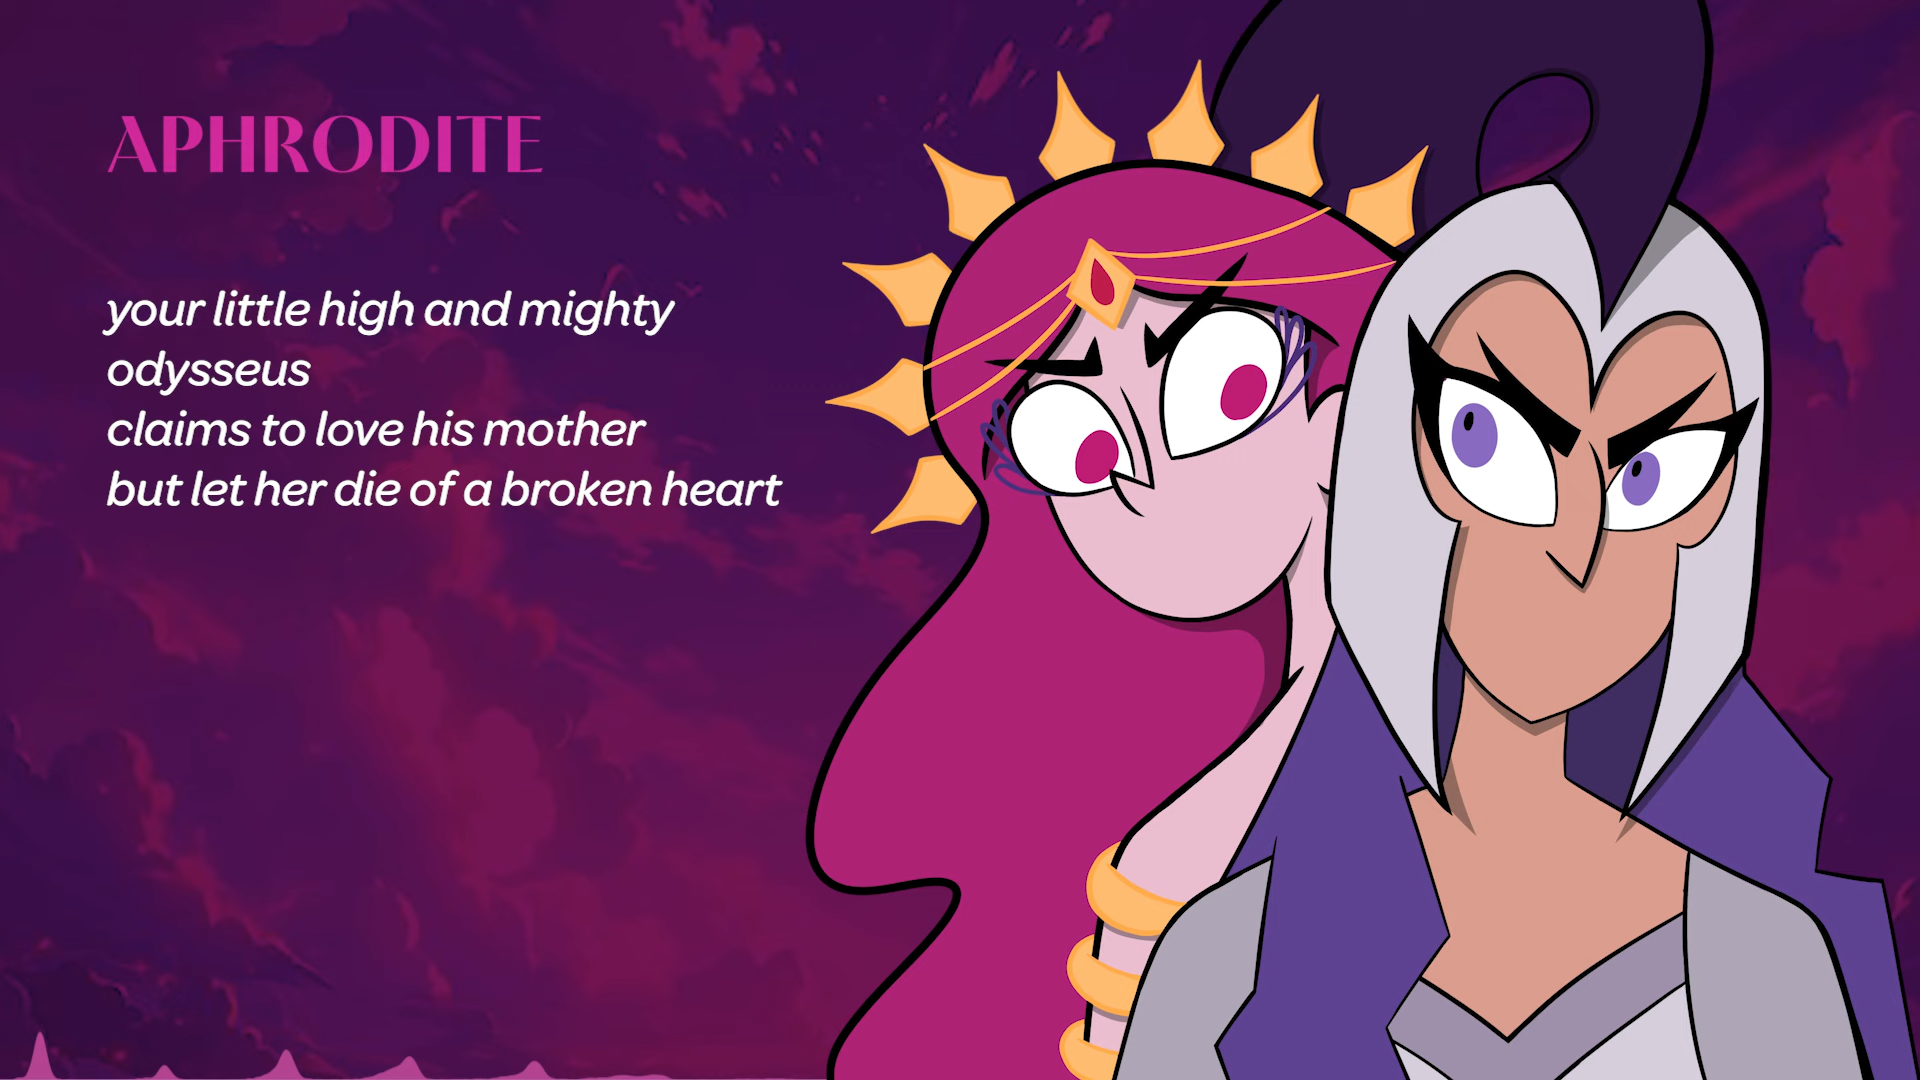 APHRODITE
your little high and mighty
odysseus
claims to love his mother
but let her die of a broken heart